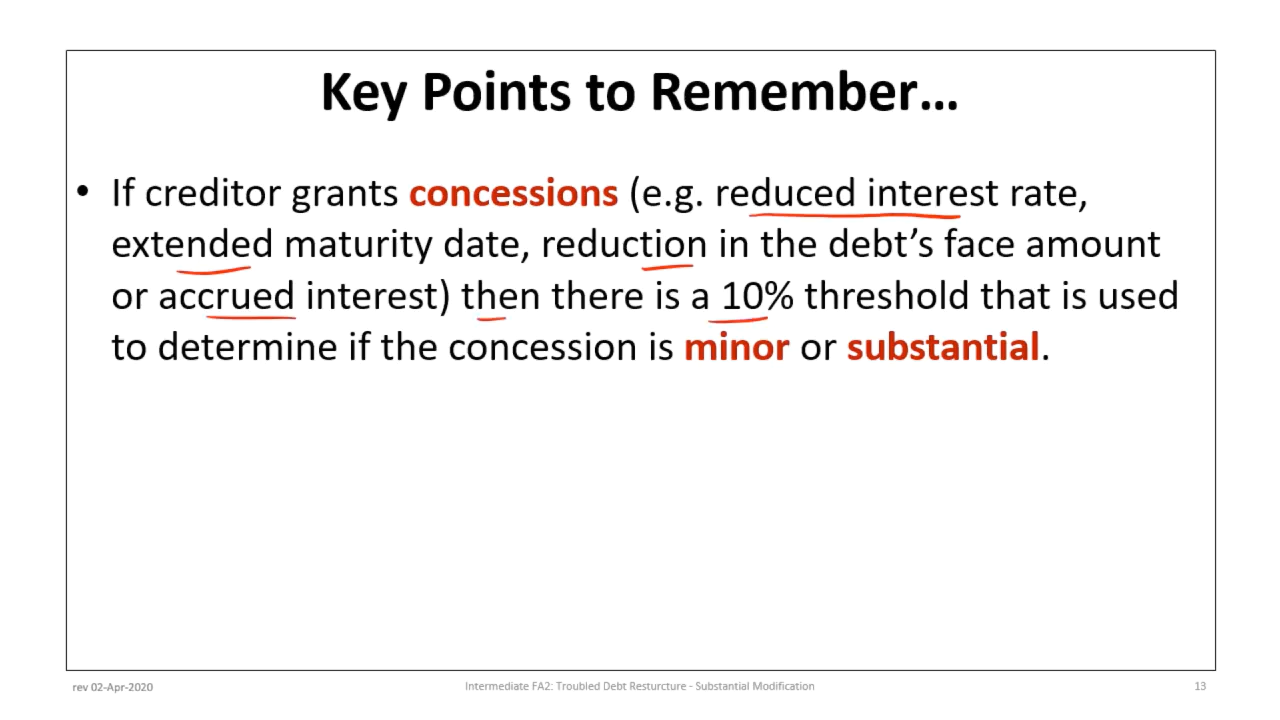 Key Points to Remember…
• If creditor grants concessions (e.g. reduced interest rate,
extended maturity date, reduction in the debt’s face amount
or accrued interest) then there is a 10% threshold that is used
to determine if the concession is minor or substantial.
rev 02-Apr-2020
Intermediate FA2: Troubled Debt Resturcture - Substantial Modification
13